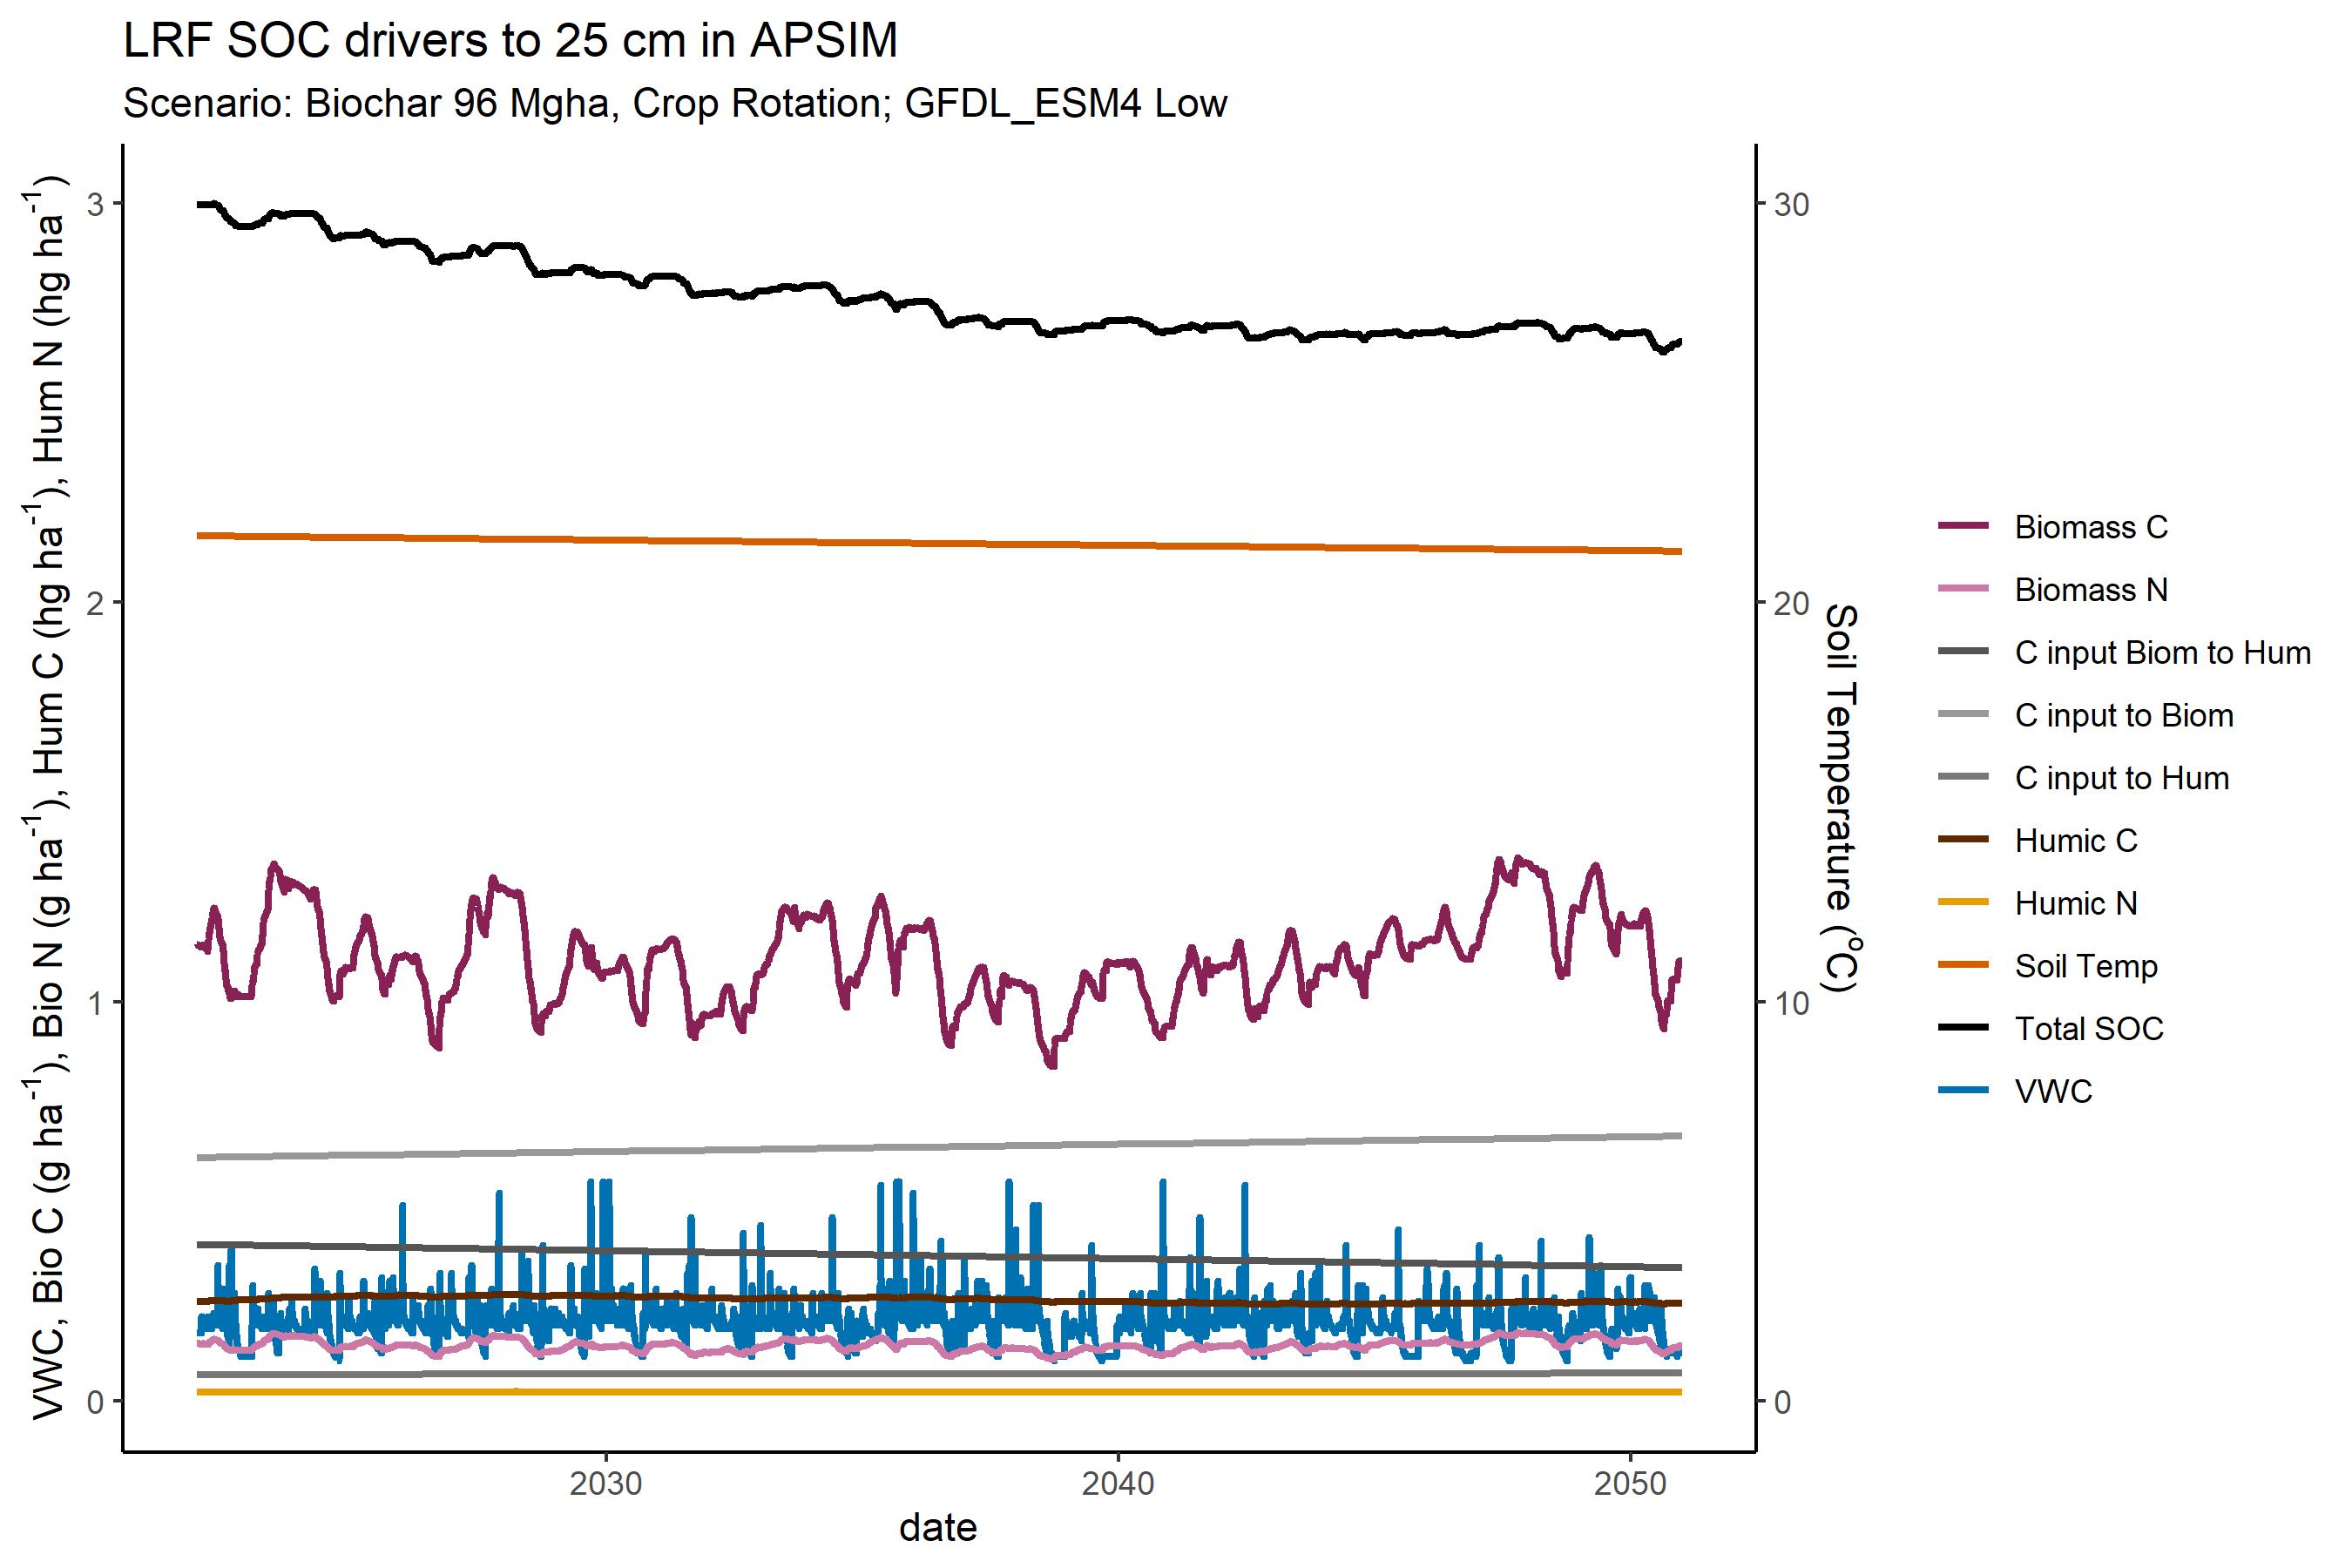 LRF SOC drivers to 25 cm in APSIM
Scenario: Biochar 96 Mgha, Crop Rotation; GFDL_ESM4 Low
VWC, Bio C (g ha⁻¹), Bio N (g ha⁻¹), Hum C (hg ha⁻¹), Hum N (hg ha⁻¹)
3
2
1
0
30
20
10
0
Soil Temperature (ºC)
2030
2040
2050
date
Biomass C
Biomass N
C input Biom to Hum
C input to Biom
C input to Hum
Humic C
Humic N
Soil Temp
Total SOC
VWC